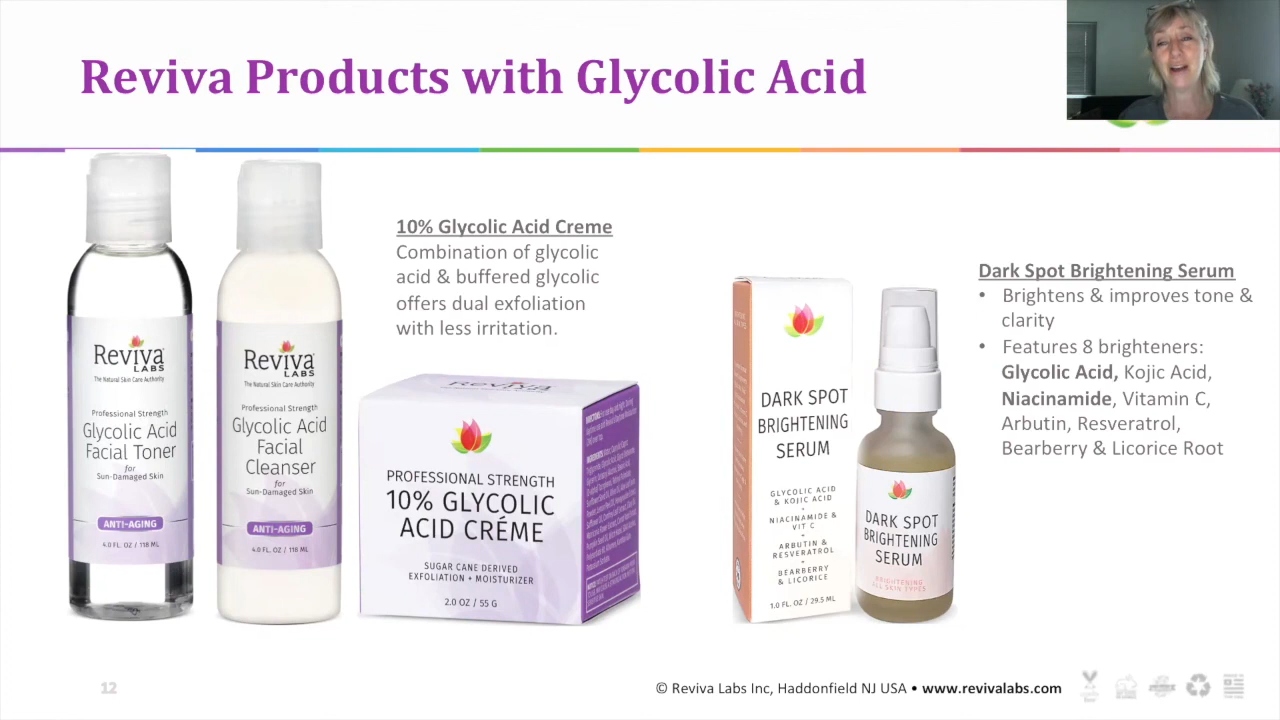 Reviva Products with Glycolic Acid
Reviva
LABS
The Natural Skin Care Authority
Professional Strength
Glycolic Acid
Facial Toner
for
Sun-Damaged Skin
ANTI-AGING
4.0 FL. OZ / 118 ML
Reviva
LABS
The Natural Skin Care Authority
Professional Strength
Glycolic Acid
Facial
Cleanser
for
Sun-Damaged Skin
ANTI-AGING
4.0 FL. OZ / 118 ML
10% Glycolic Acid Creme
Combination of glycolic
acid & buffered glycolic
offers dual exfoliation
with less irritation.
Reviva
LABS
PROFESSIONAL STRENGTH
10% GLYCOLIC
ACID CRÉME
SUGAR CANE DERIVED
EXFOLIATION + MOISTURIZER
2.0 OZ / 55 G
DARK SPOT
BRIGHTENING
SERUM
GLYCOLIC ACID
& KOJIC ACID
NIACINAMIDE &
VIT C
ARBUTIN &
RESVERATROL
BEARBERRY
& LICORICE
1.0 FL. OZ / 29.5 ML
DARK SPOT
BRIGHTENING
SERUM
BRIGHTENING
ALL SKIN TYPES
Dark Spot Brightening Serum
• Brightens & improves tone &
clarity
• Features 8 brighteners:
Glycolic Acid, Kojic Acid,
Niacinamide, Vitamin C,
Arbutin, Resveratrol,
Bearberry & Licorice Root
12
© Reviva Labs Inc, Haddonfield NJ USA • www.revivalabs.com